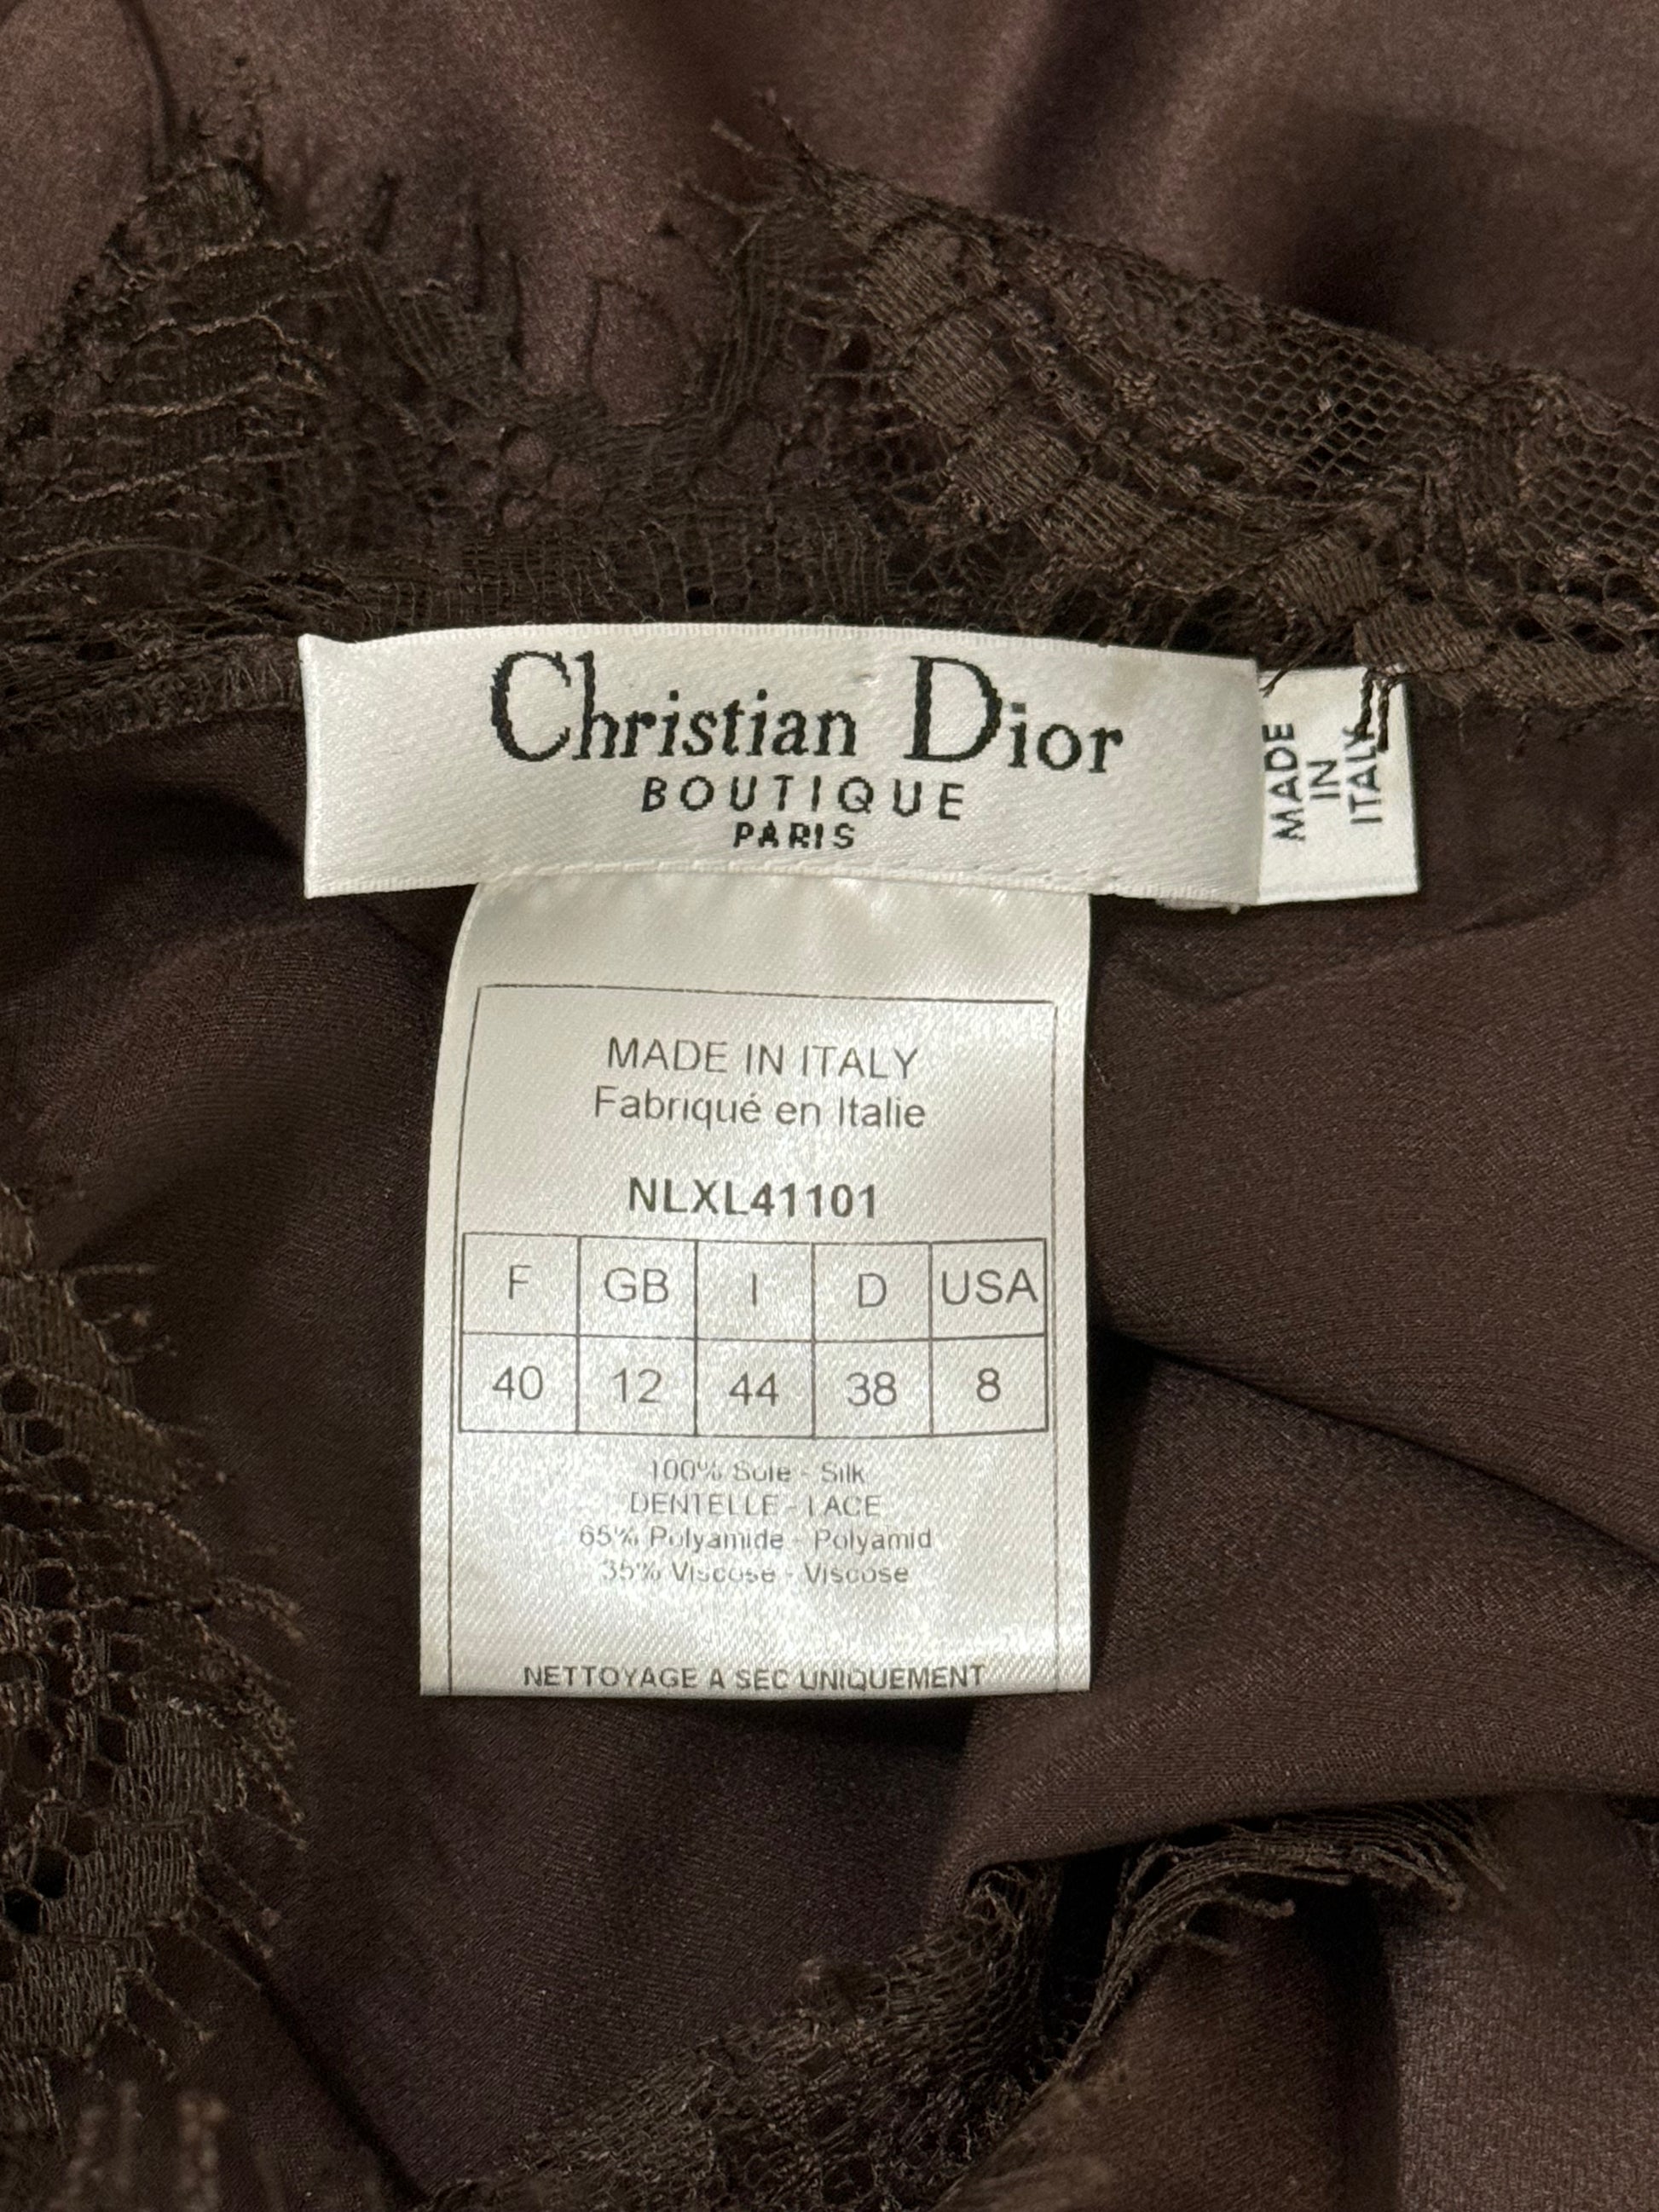 Christian Dior
BOUTIQUE
PARIS
MADE
IN
ITALY
MADE IN ITALY
Fabriqué en Italie
NLXL41101
F GB I D USA
40 12 44 38 8
100% Soie - Silk
DENTELLE - LACE
65% Polyamide - Polyamid
35% Viscose - Viscose
NETTOYAGE A SEC UNIQUEMENT